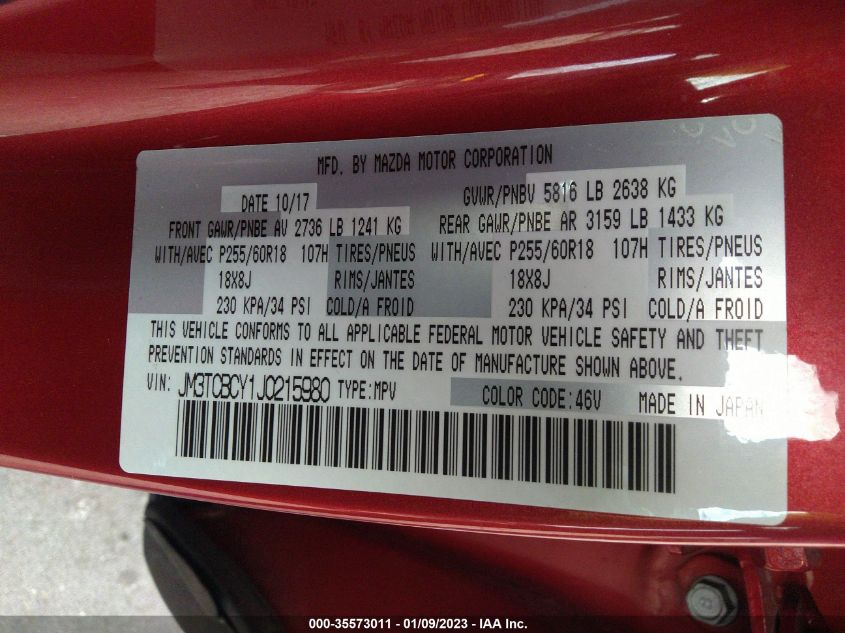 MFD. BY MAZDA MOTOR CORPORATION
DATE 10/17
GVWR/PNBV 5816 LB 2638 KG
FRONT GAWR/PNBE AV 2736 LB 1241 KG
REAR GAWR/PNBE AR 3159 LB 1433 KG
WITH/AVEC P255/60R18 107H TIRES/PNEUS
WITH/AVEC P255/60R18 107H TIRES/PNEUS
18X8J RIMS/JANTES
18X8J RIMS/JANTES
230 KPA/34 PSI COLD/A FROID
230 KPA/34 PSI COLD/A FROID
THIS VEHICLE CONFORMS TO ALL APPLICABLE FEDERAL MOTOR VEHICLE SAFETY AND THEFT
PREVENTION STANDARDS IN EFFECT ON THE DATE OF MANUFACTURE SHOWN ABOVE.
VIN: JM3TCBCY1J0215980 TYPE:MPV
COLOR CODE:46V
MADE IN JAPAN
000-35573011 - 01/09/2023 - IAA Inc.